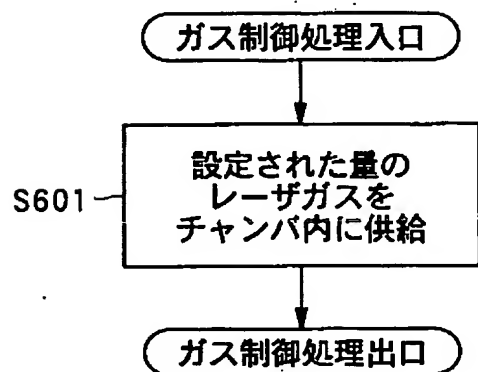 ガス制御処理入口
S601
設定された量の
レーザガスを
チャンバ内に供給
ガス制御処理出口